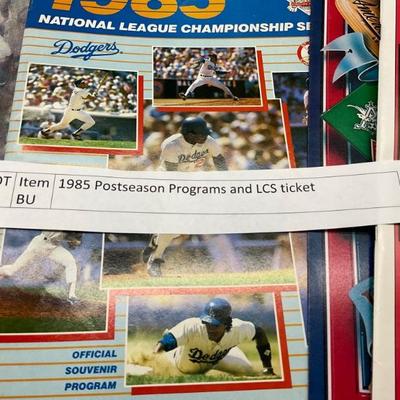 1985
NATIONAL LEAGUE CHAMPIONSHIP SE
Dodgers
Dodgers
OT Item 1985 Postseason Programs and LCS ticket
BU
Dodgers
OFFICIAL
SOUVENIR
PROGRAM